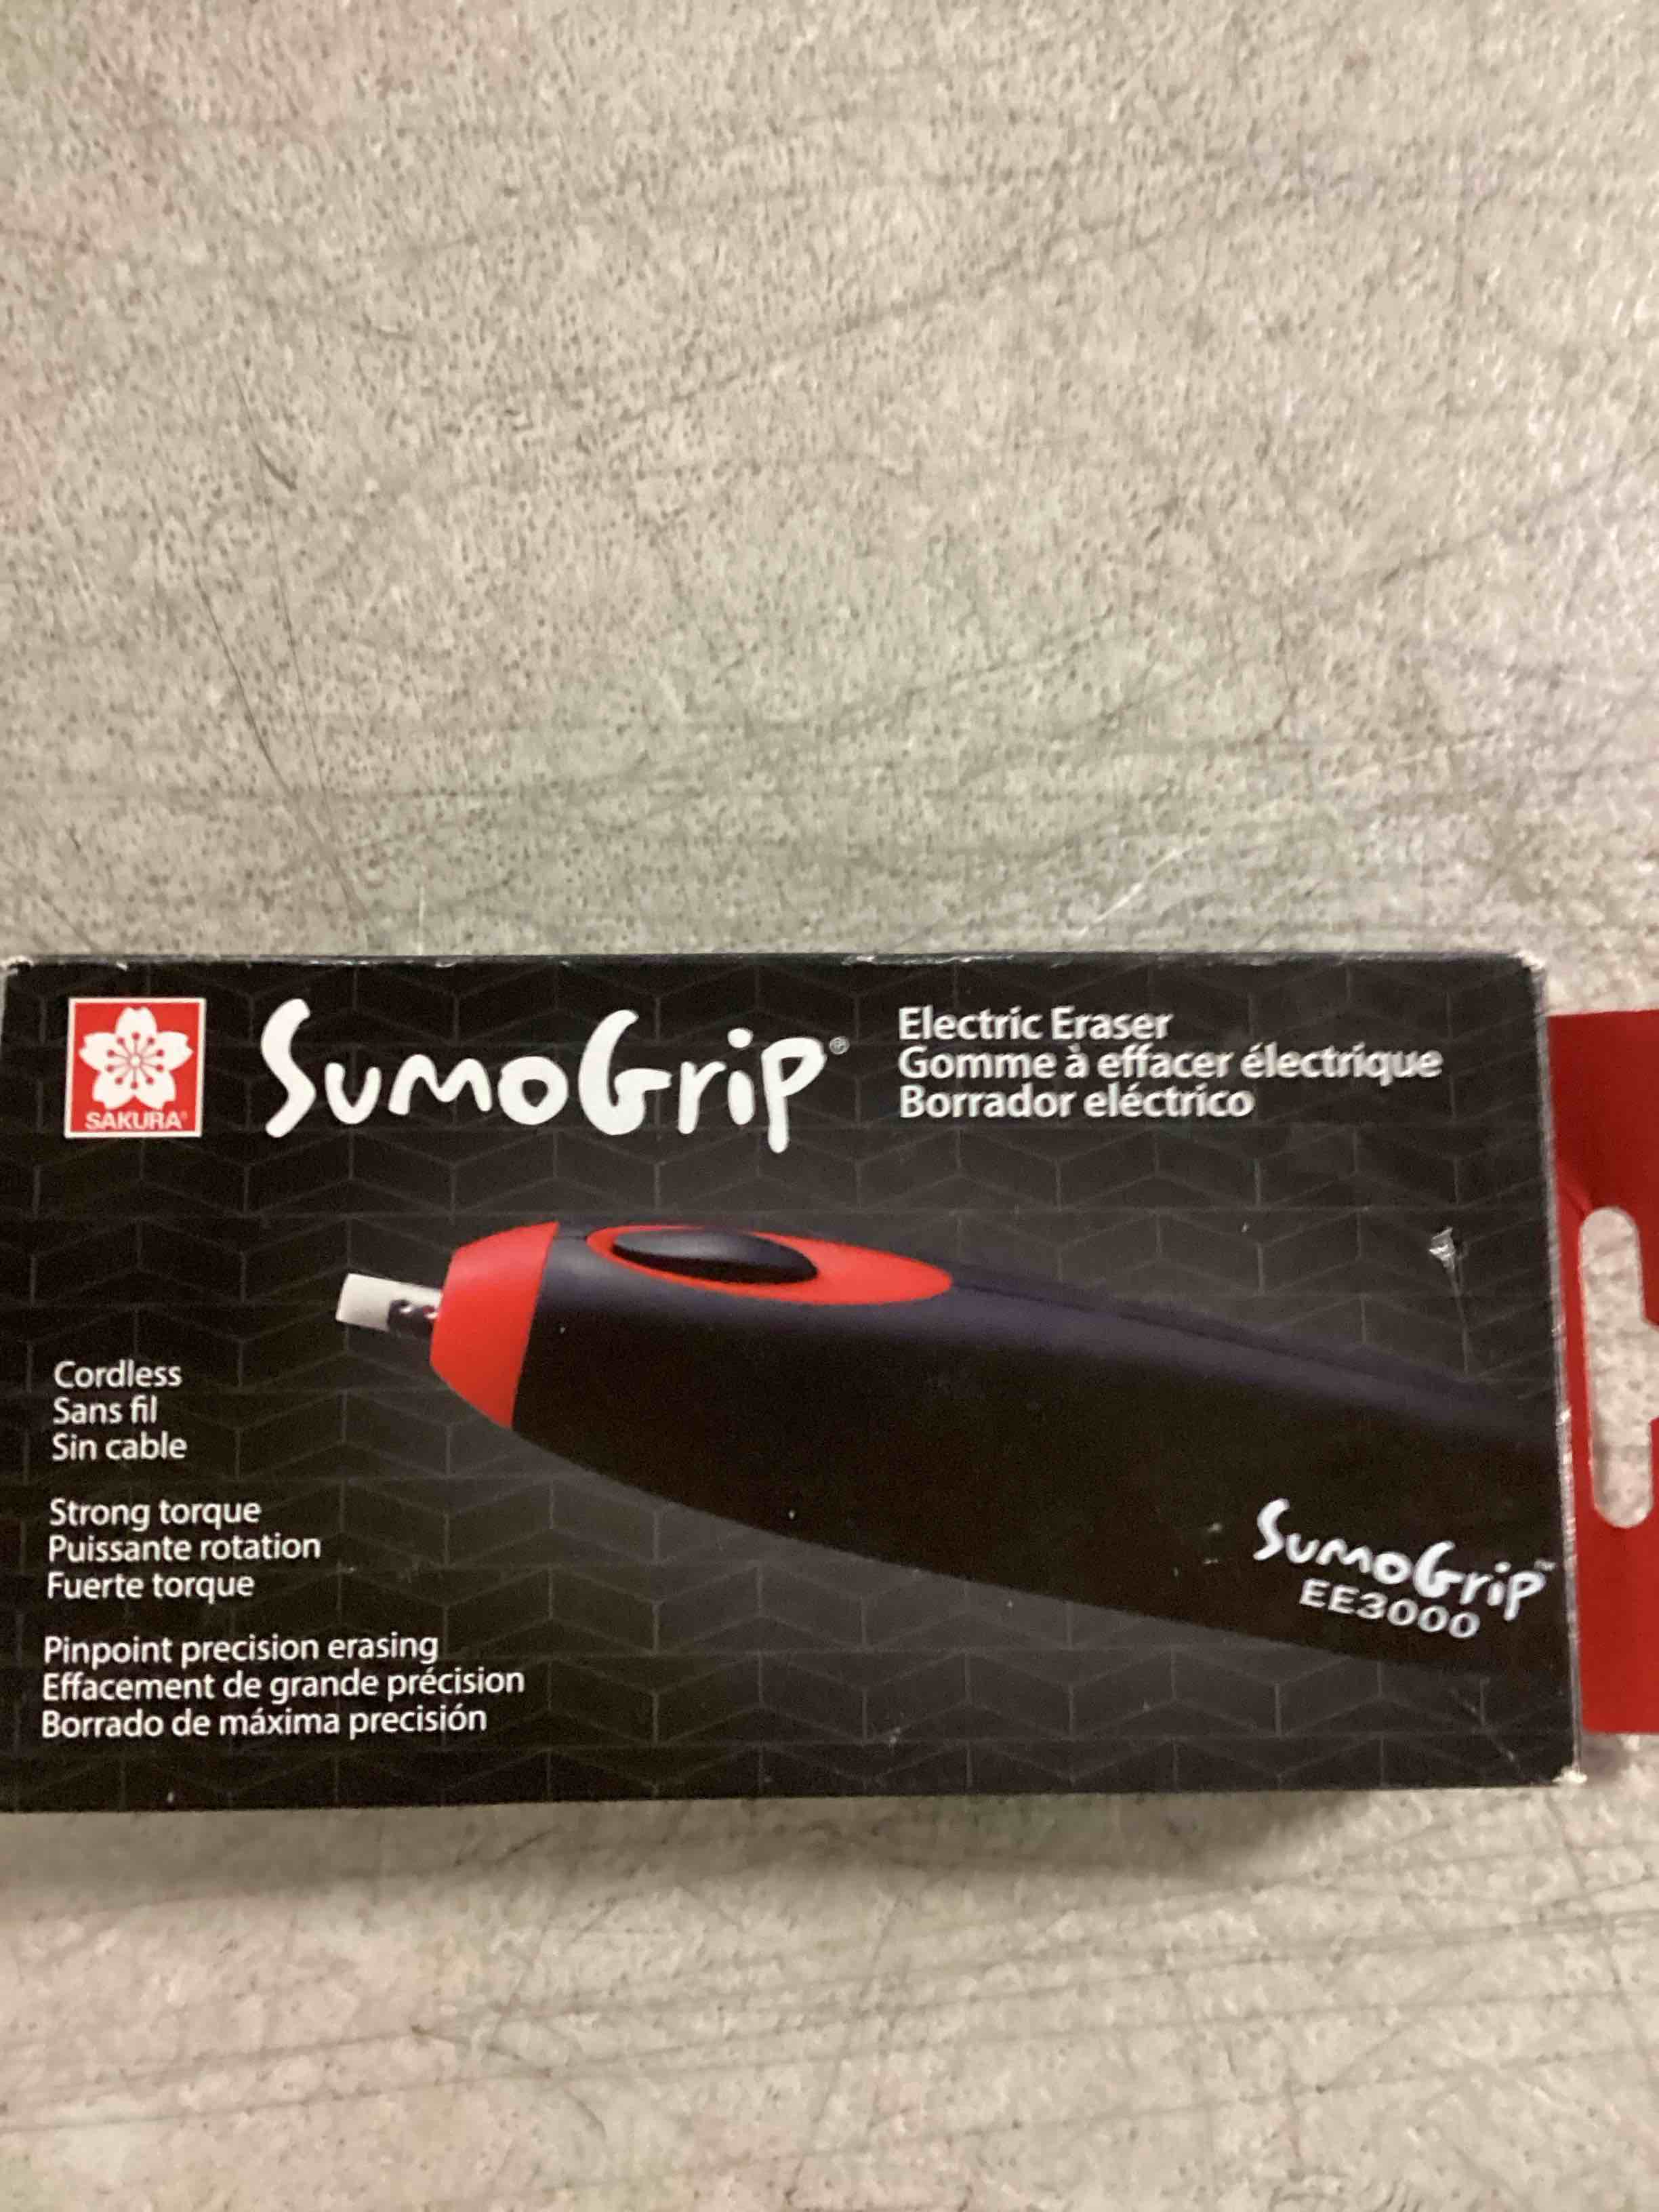 SAKURA®
SumoGrip®
Electric Eraser
Gomme à effacer électrique
Borrador eléctrico
Cordless
Sans fil
Sin cable
Strong torque
Puissante rotation
Fuerte torque
Pinpoint precision erasing
Effacement de grande précision
Borrado de máxima precisión
SumoGrip™
EE3000